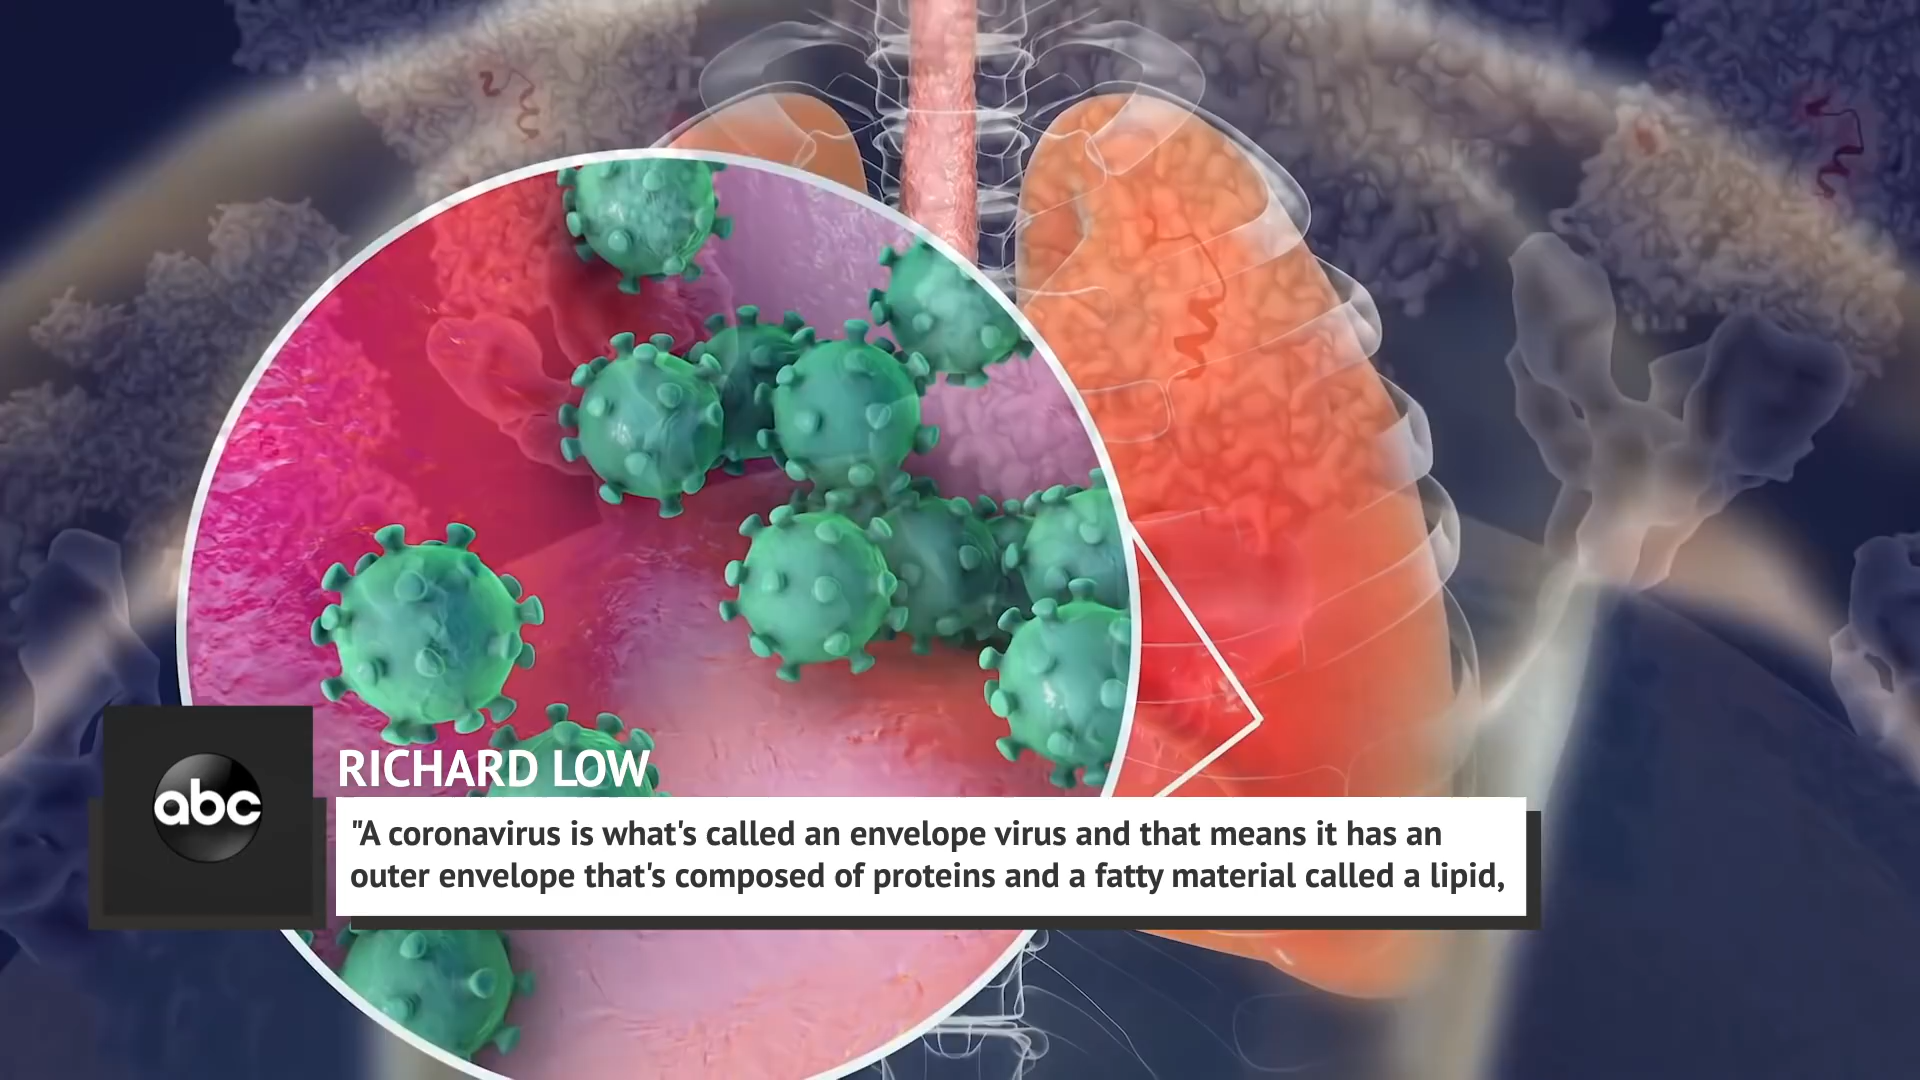 RICHARD LOW
abc
"A coronavirus is what's called an envelope virus and that means it has an
outer envelope that's composed of proteins and a fatty material called a lipid,